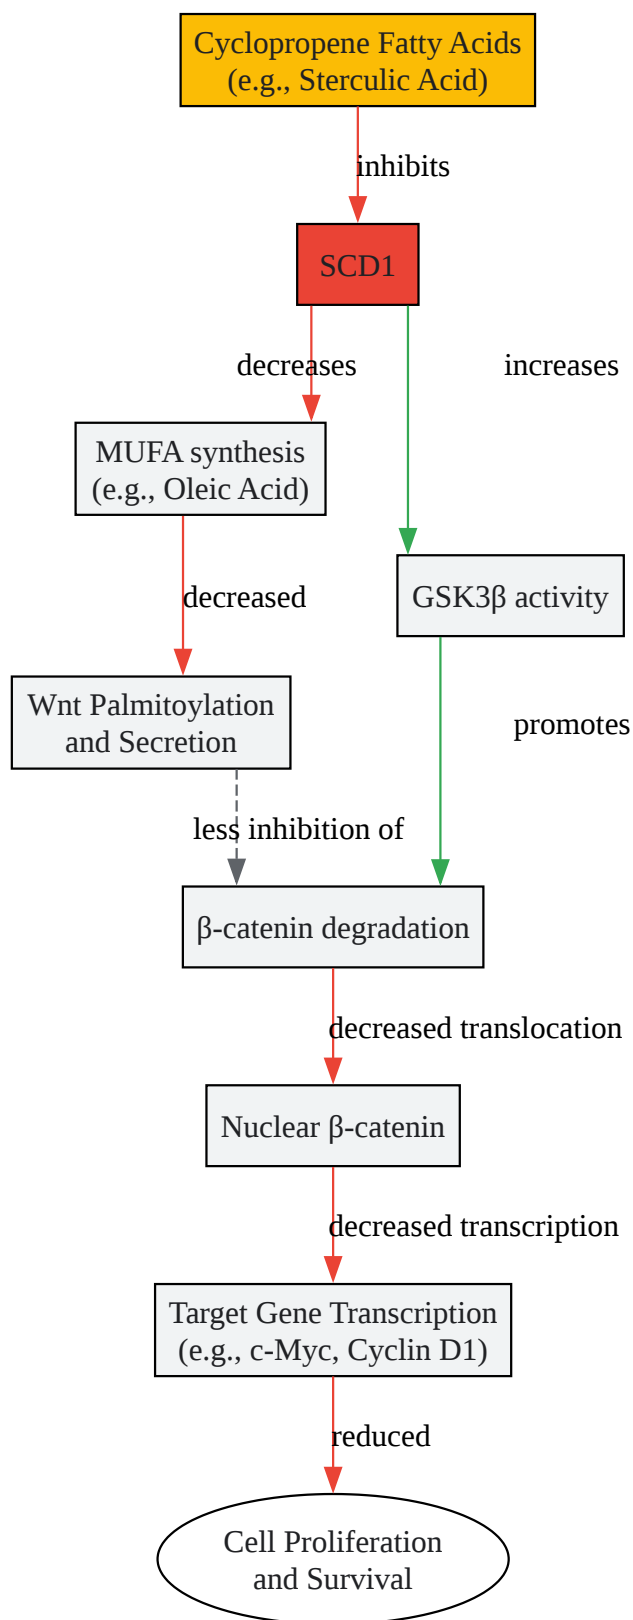 Cyclopropene Fatty Acids
(e.g., Sterculic Acid)
inhibits
SCD1
decreases
increases
MUFA synthesis
(e.g., Oleic Acid)
decreased
GSK3β activity
Wnt Palmitoylation
and Secretion
promotes
less inhibition of
β-catenin degradation
decreased translocation
Nuclear β-catenin
decreased transcription
Target Gene Transcription
(e.g., c-Myc, Cyclin D1)
reduced
Cell Proliferation
and Survival